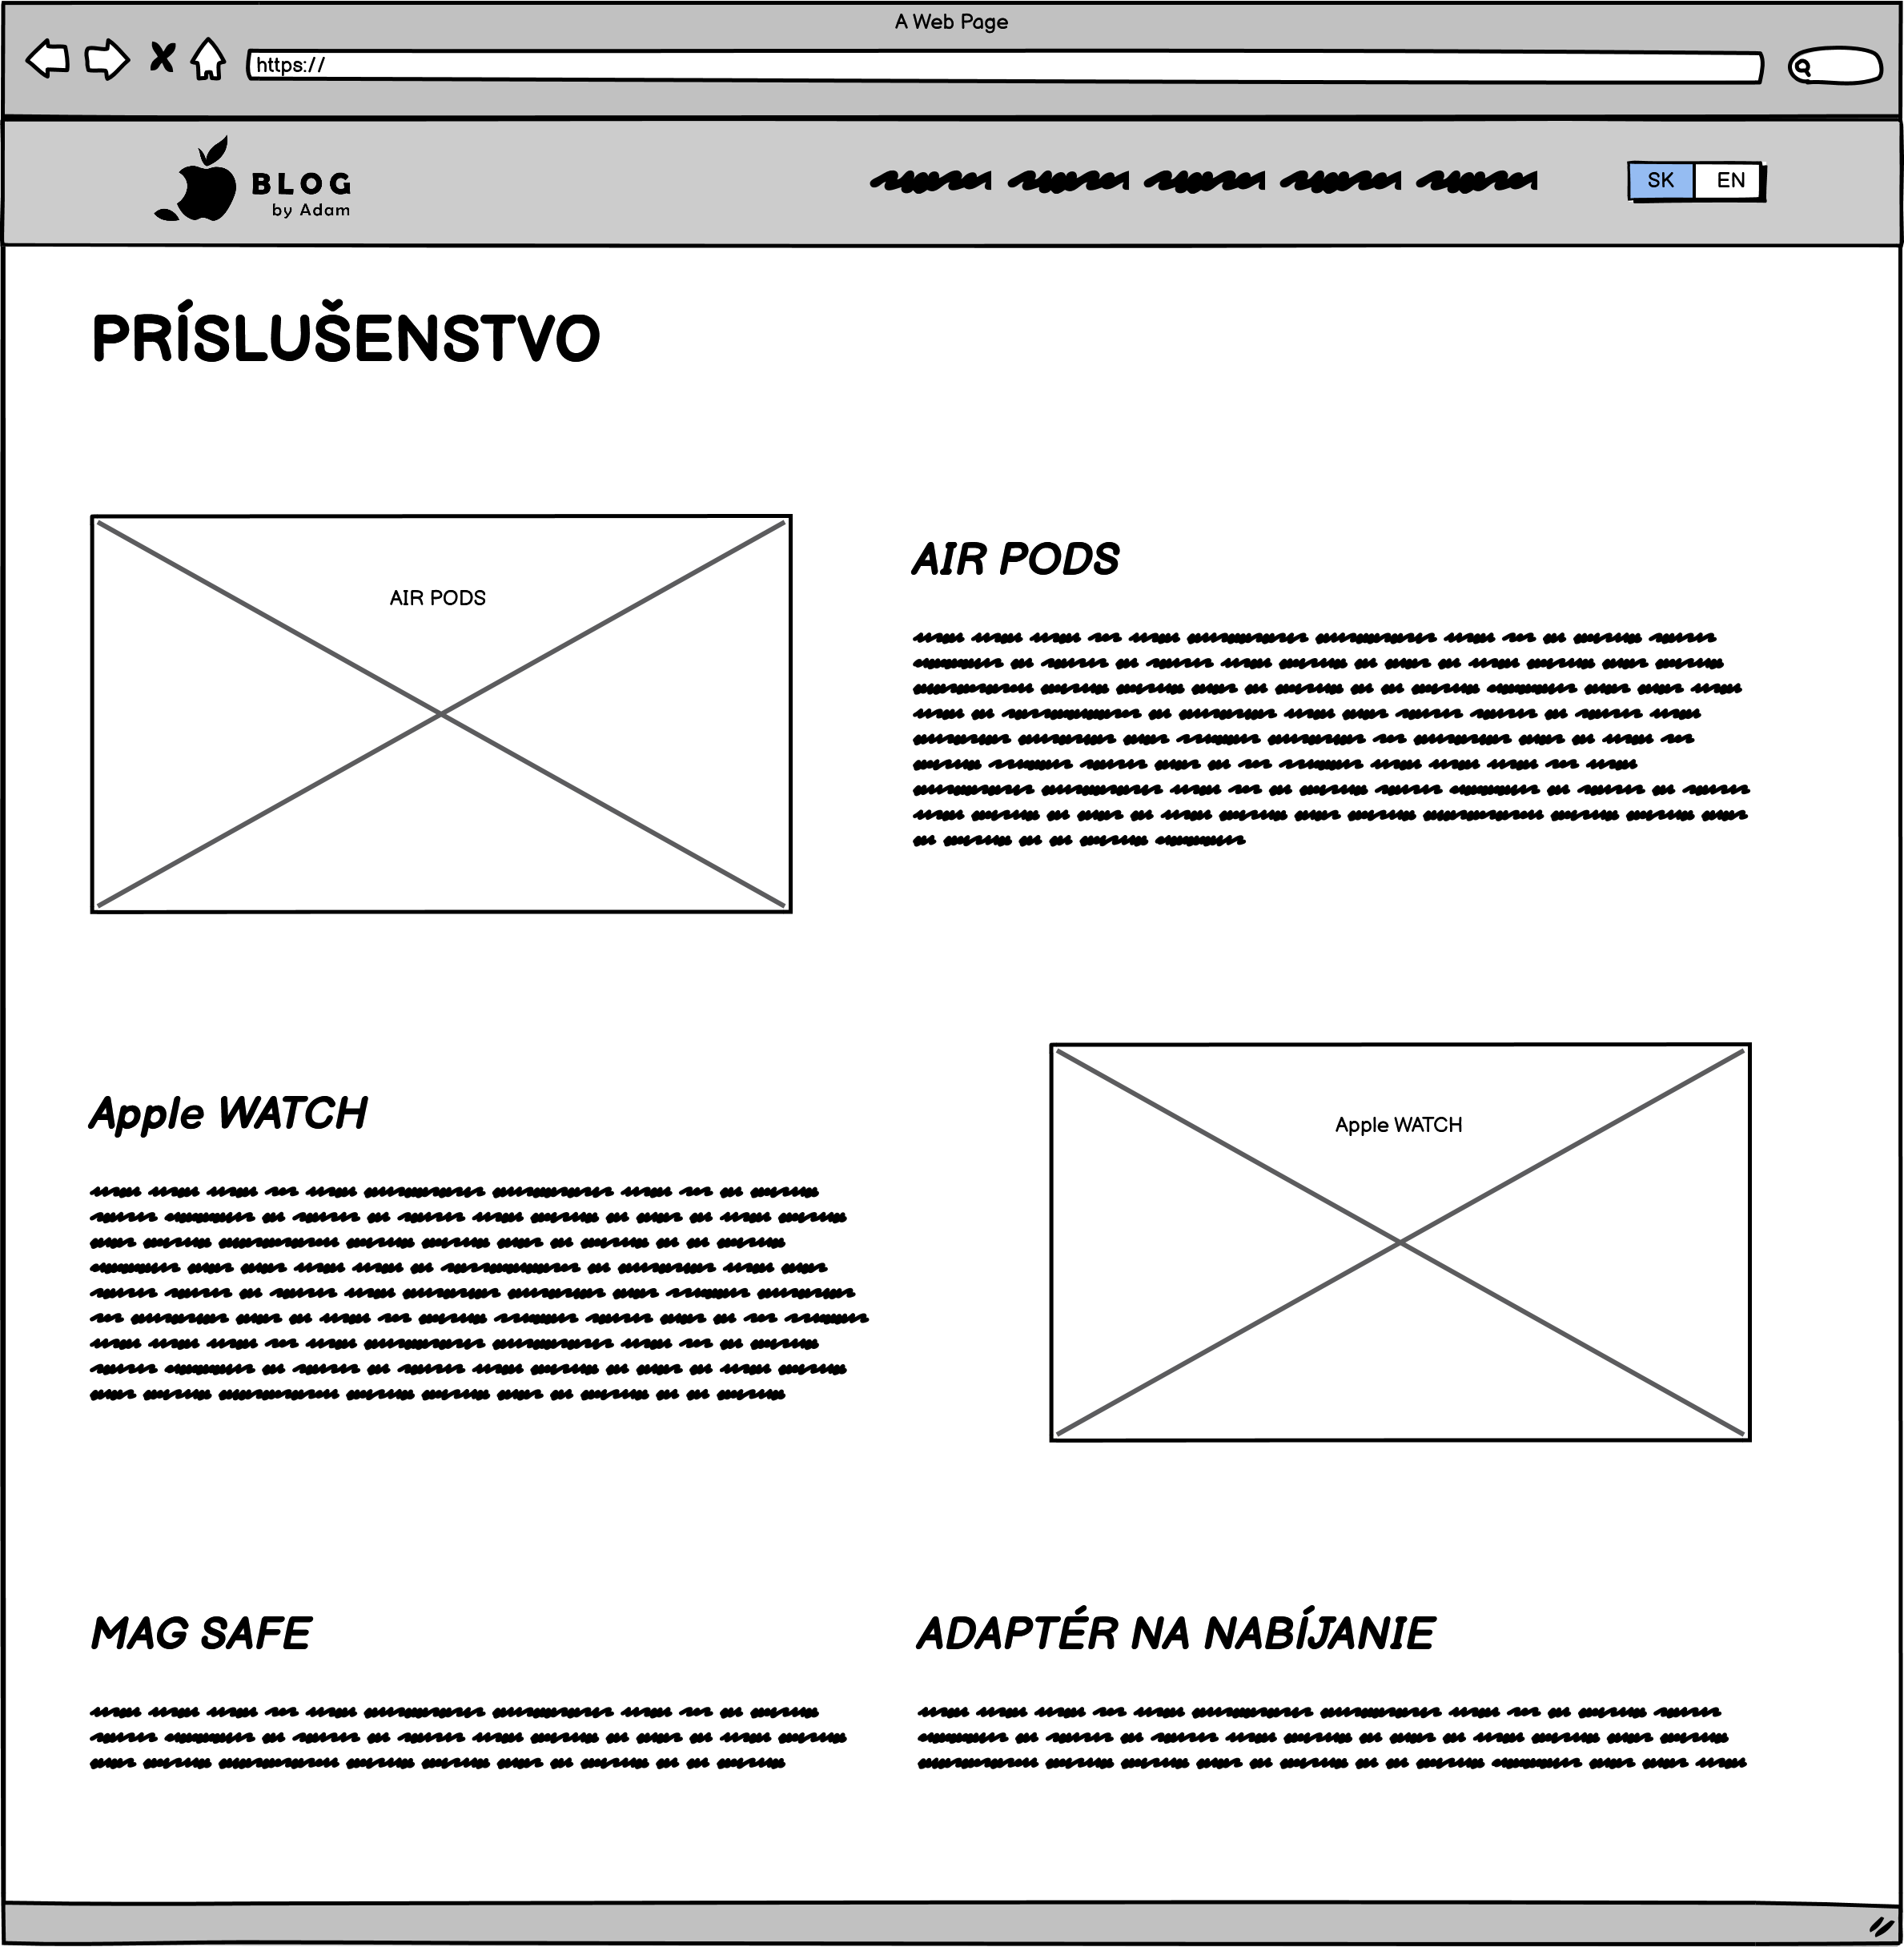 A Web Page
https://
BLOG
by Adam
SK EN
PRÍSLUŠENSTVO
AIR PODS
AIR PODS
Apple WATCH
Apple WATCH
MAG SAFE
ADAPTÉR NA NABÍJANIE